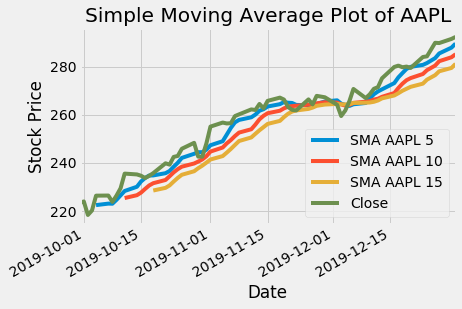 Simple Moving Average Plot of AAPL
Stock Price
280
260
240
220
SMA AAPL 5
SMA AAPL 10
SMA AAPL 15
Close
2019-10-01
2019-10-15
2019-11-01
2019-11-15
2019-12-01
2019-12-15
Date